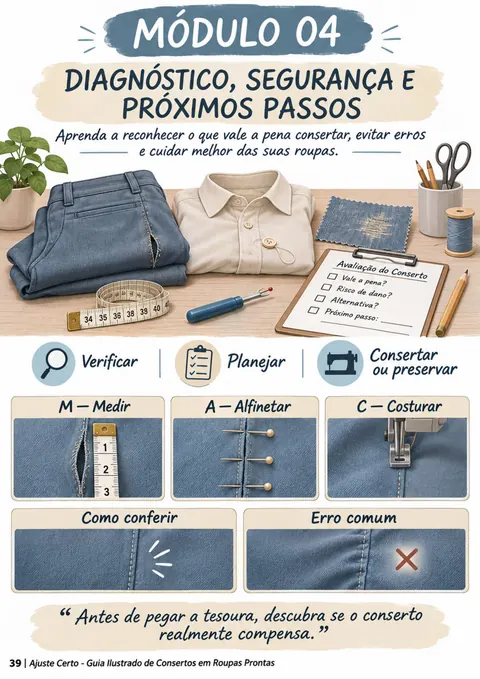 MÓDULO 04
DIAGNÓSTICO, SEGURANÇA E
PRÓXIMOS PASSOS
Aprenda a reconhecer o que vale a pena consertar, evitar erros
e cuidar melhor das suas roupas.
Avaliação do Conserto
Vale a pena?
Risco de dano?
Alternativa?
Próximo passo:
34 35 36 37 38 39 40
Verificar
Planejar
Consertar
ou preservar
M — Medir
A — Alfinetar
C — Costurar
1
2
3
Como conferir
Erro comum
“ Antes de pegar a tesoura, descubra se o conserto
realmente compensa. ”
39 | Ajuste Certo - Guia Ilustrado de Consertos em Roupas Prontas